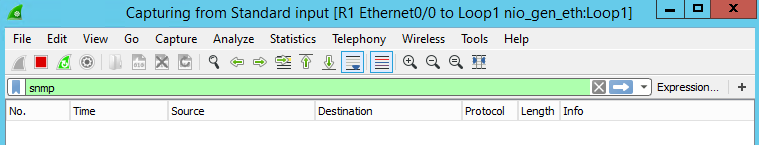 Capturing from Standard input [R1 Ethernet0/0 to Loop1 nio_gen_eth:Loop1]
File Edit View Go Capture Analyze Statistics Telephony Wireless Tools Help
snmp Expression... +
No. Time Source Destination Protocol Length Info